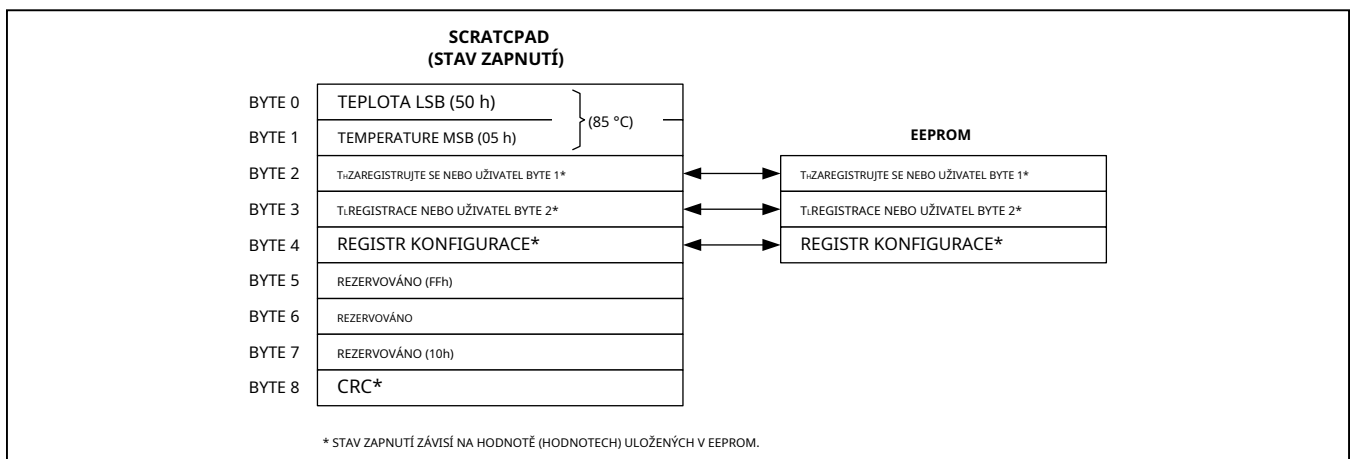 SCRATCPAD
(STAV ZAPNUTÍ)
BYTE 0 TEPLOTA LSB (50 h)
(85 °C)
BYTE 1 TEMPERATURE MSB (05 h)
EEPROM
BYTE 2 THZAREGISTRUJTE SE NEBO UŽIVATEL BYTE 1* THZAREGISTRUJTE SE NEBO UŽIVATEL BYTE 1*
BYTE 3 TLREGISTRACE NEBO UŽIVATEL BYTE 2* TLREGISTRACE NEBO UŽIVATEL BYTE 2*
BYTE 4 REGISTR KONFIGURACE* REGISTR KONFIGURACE*
BYTE 5 REZERVOVÁNO (FFh)
BYTE 6 REZERVOVÁNO
BYTE 7 REZERVOVÁNO (10h)
BYTE 8 CRC*
* STAV ZAPNUTÍ ZÁVISÍ NA HODNOTĚ (HODNOTECH) ULOŽENÝCH V EEPROM.